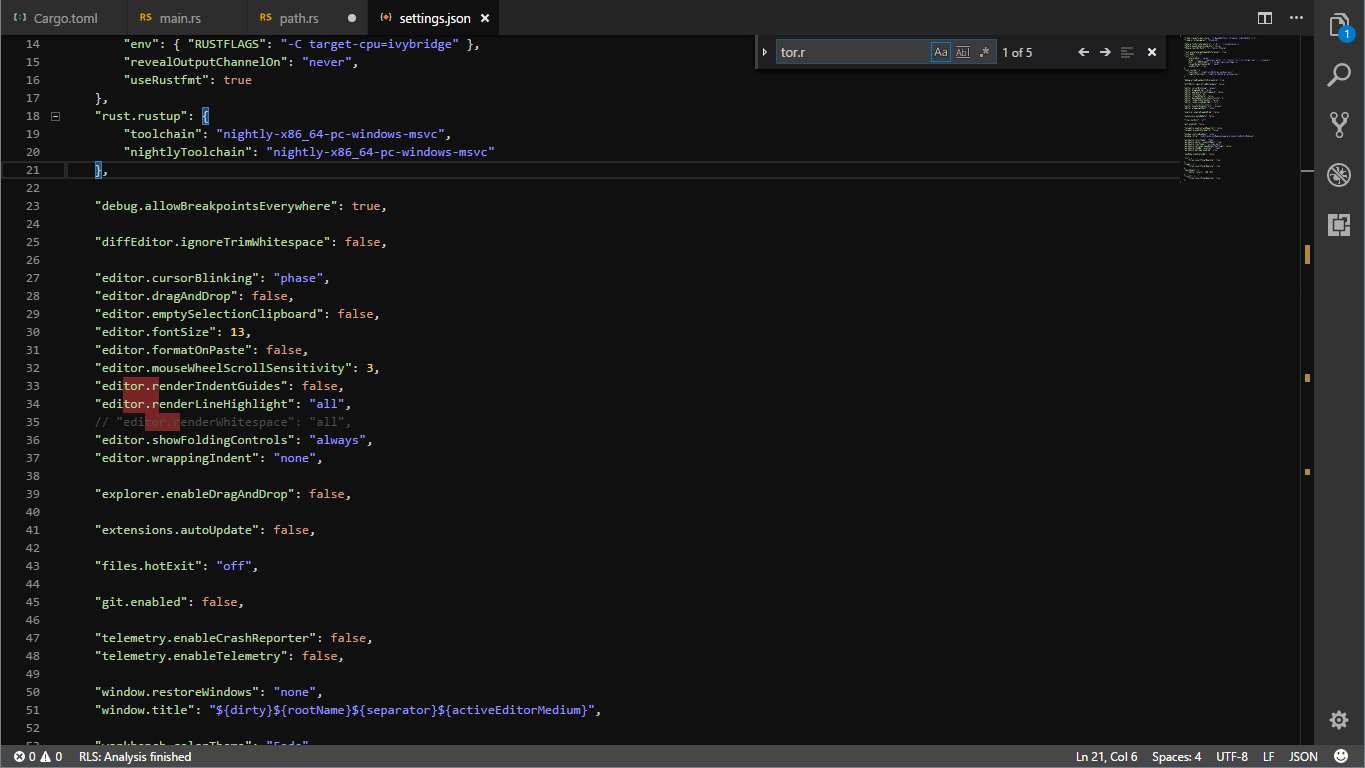 Cargo.toml
RS main.rs
RS path.rs
settings.json
tor.r
Aa
Abl
.*
1 of 5
1
14 "env": { "RUSTFLAGS": "-C target-cpu=ivybridge" },
15 "revealOutputChannelOn": "never",
16 "useRustfmt": true
17 },
18 "rust.rustup": {
19 "toolchain": "nightly-x86_64-pc-windows-msvc",
20 "nightlyToolchain": "nightly-x86_64-pc-windows-msvc"
21 },
22
23 "debug.allowBreakpointsEverywhere": true,
24
25 "diffEditor.ignoreTrimWhitespace": false,
26
27 "editor.cursorBlinking": "phase",
28 "editor.dragAndDrop": false,
29 "editor.emptySelectionClipboard": false,
30 "editor.fontSize": 13,
31 "editor.formatOnPaste": false,
32 "editor.mouseWheelScrollSensitivity": 3,
33 "editor.renderIndentGuides": false,
34 "editor.renderLineHighlight": "all",
35 // "editor.renderWhitespace": "all",
36 "editor.showFoldingControls": "always",
37 "editor.wrappingIndent": "none",
38
39 "explorer.enableDragAndDrop": false,
40
41 "extensions.autoUpdate": false,
42
43 "files.hotExit": "off",
44
45 "git.enabled": false,
46
47 "telemetry.enableCrashReporter": false,
48 "telemetry.enableTelemetry": false,
49
50 "window.restoreWindows": "none",
51 "window.title": "${dirty}${rootName}${separator}${activeEditorMedium}",
52
0 0 RLS: Analysis finished
Ln 21, Col 6 Spaces: 4 UTF-8 LF JSON